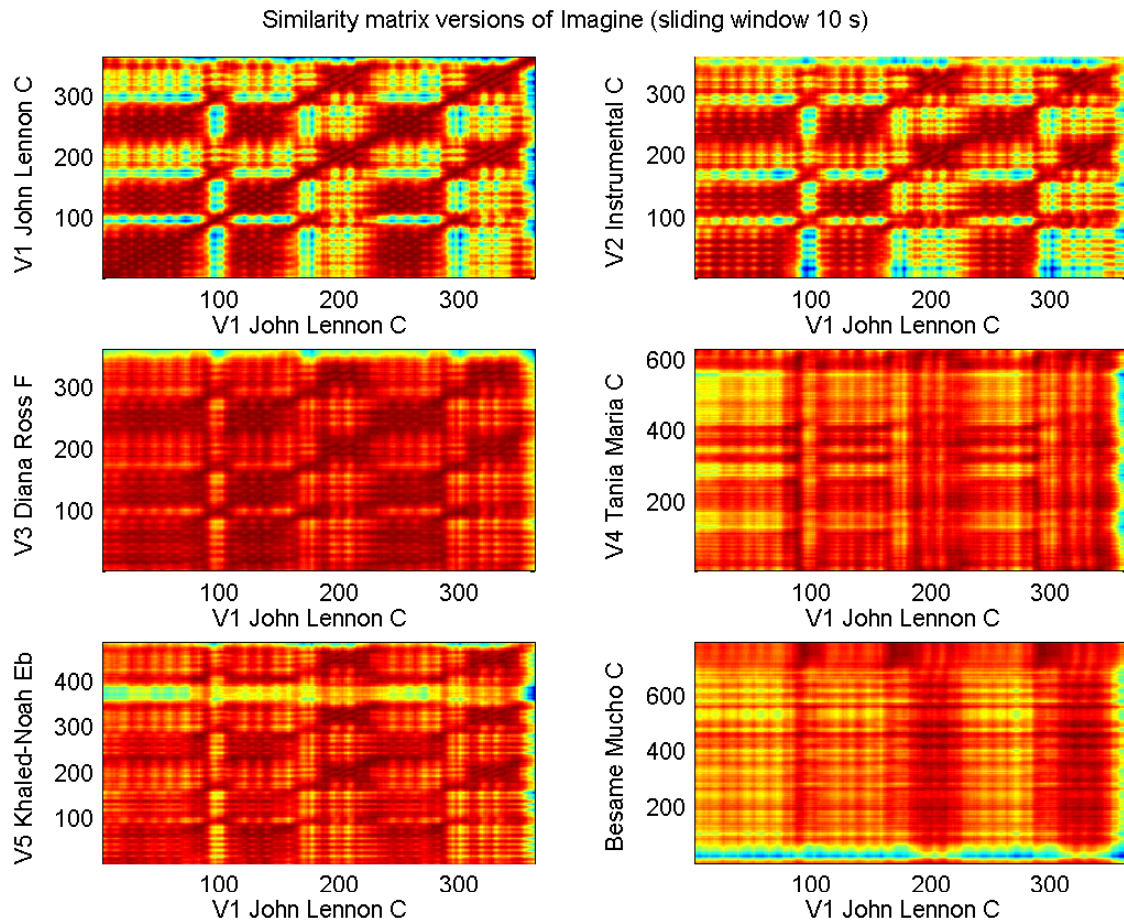 Similarity matrix versions of Imagine (sliding window 10 s)
V1 John Lennon C
300
200
100
100 200 300
V1 John Lennon C
V2 Instrumental C
300
200
100
100 200 300
V1 John Lennon C
V3 Diana Ross F
300
200
100
100 200 300
V1 John Lennon C
V4 Tania Maria C
600
400
200
100 200 300
V1 John Lennon C
V5 Khaled-Noah Eb
400
300
200
100
100 200 300
V1 John Lennon C
Besame Mucho C
600
400
200
100 200 300
V1 John Lennon C